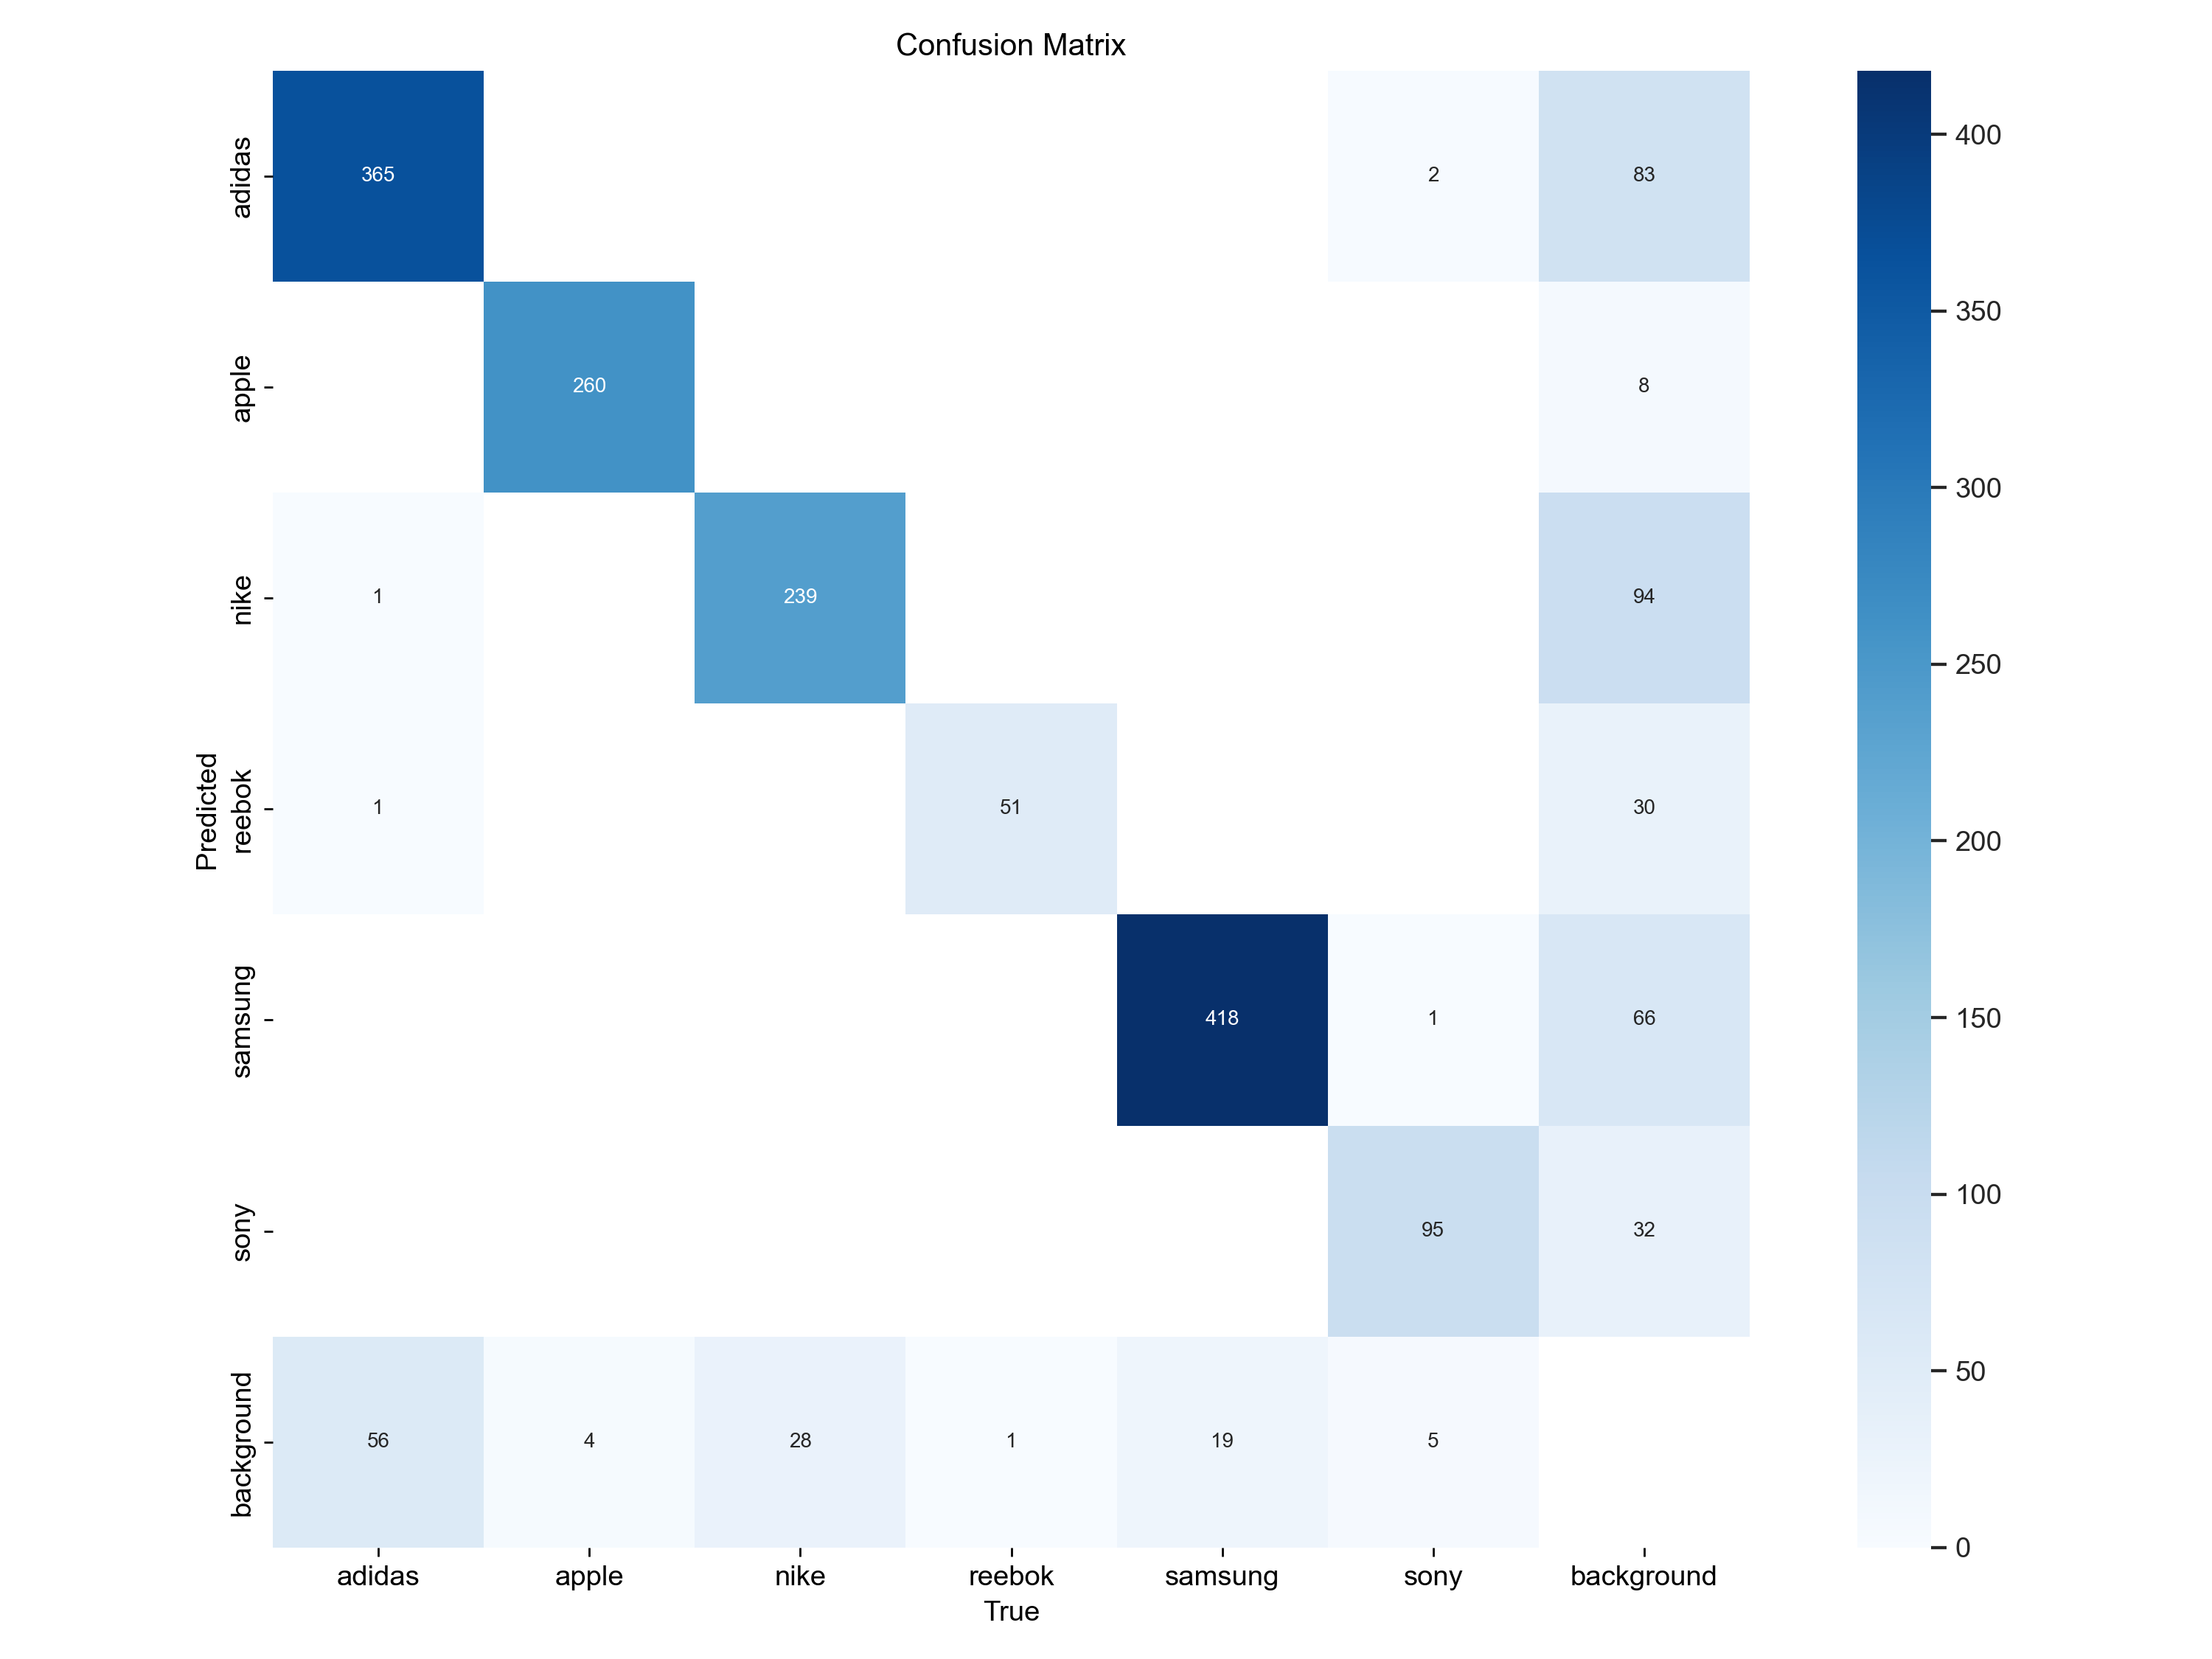 Confusion Matrix
adidas 365 2 83
apple 260 8
nike 1 239 94
reebok 1 51 30
samsung 418 1 66
sony 95 32
background 56 4 28 1 19 5
Predicted
adidas apple nike reebok samsung sony background
True
400
350
300
250
200
150
100
50
0